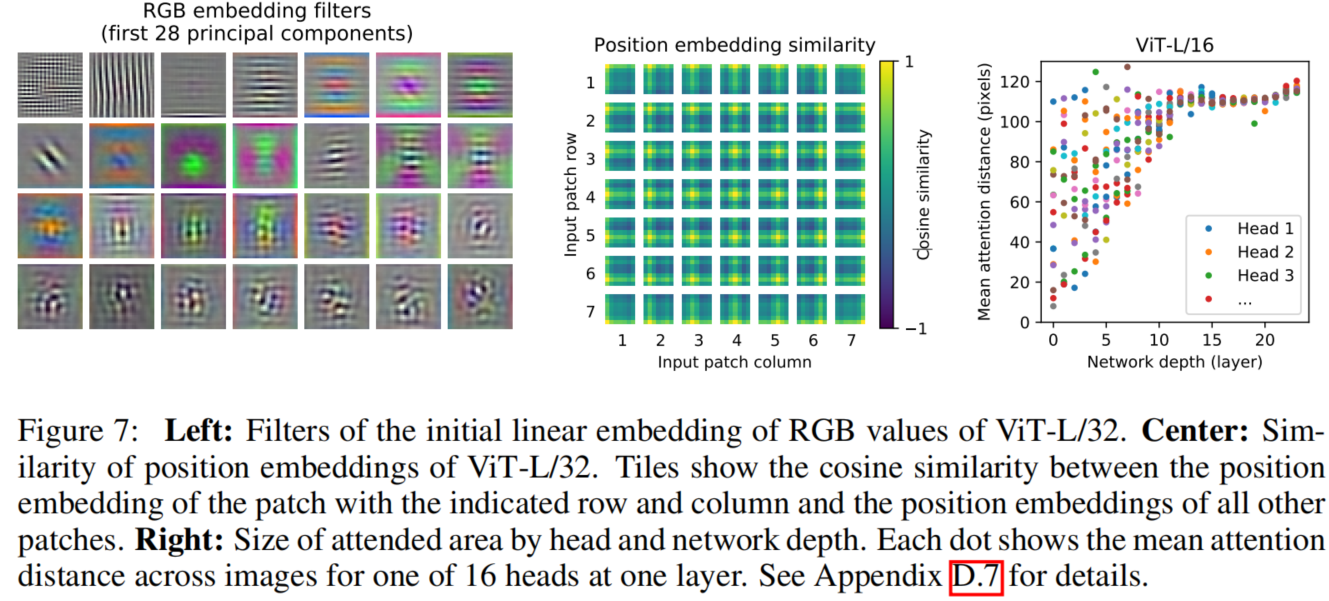 RGB embedding filters
(first 28 principal components)
Position embedding similarity
1
2
3
4
5
6
7
Input patch row
1
2
3
4
5
6
7
Input patch column
1
−1
Cosine similarity
ViT-L/16
120
100
80
60
40
20
0
Mean attention distance (pixels)
Head 1
Head 2
Head 3
...
0
5
10
15
20
Network depth (layer)
Figure 7: Left: Filters of the initial linear embedding of RGB values of ViT-L/32. Center: Sim-
ilarity of position embeddings of ViT-L/32. Tiles show the cosine similarity between the position
embedding of the patch with the indicated row and column and the position embeddings of all other
patches. Right: Size of attended area by head and network depth. Each dot shows the mean attention
distance across images for one of 16 heads at one layer. See Appendix D.7 for details.